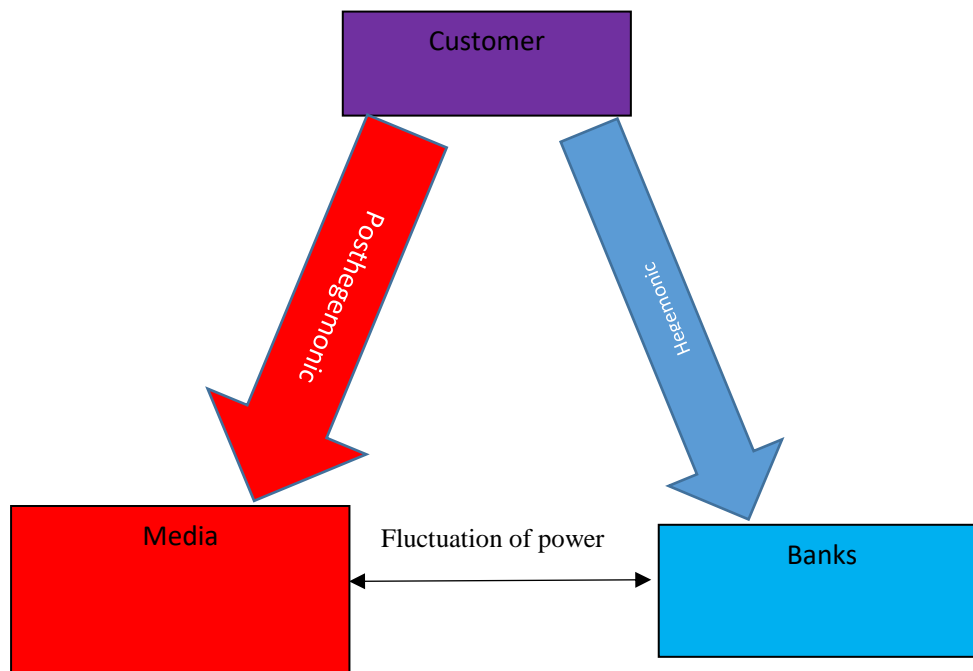 Customer
Posthegemonic
Hegemonic
Media
Fluctuation of power
Banks